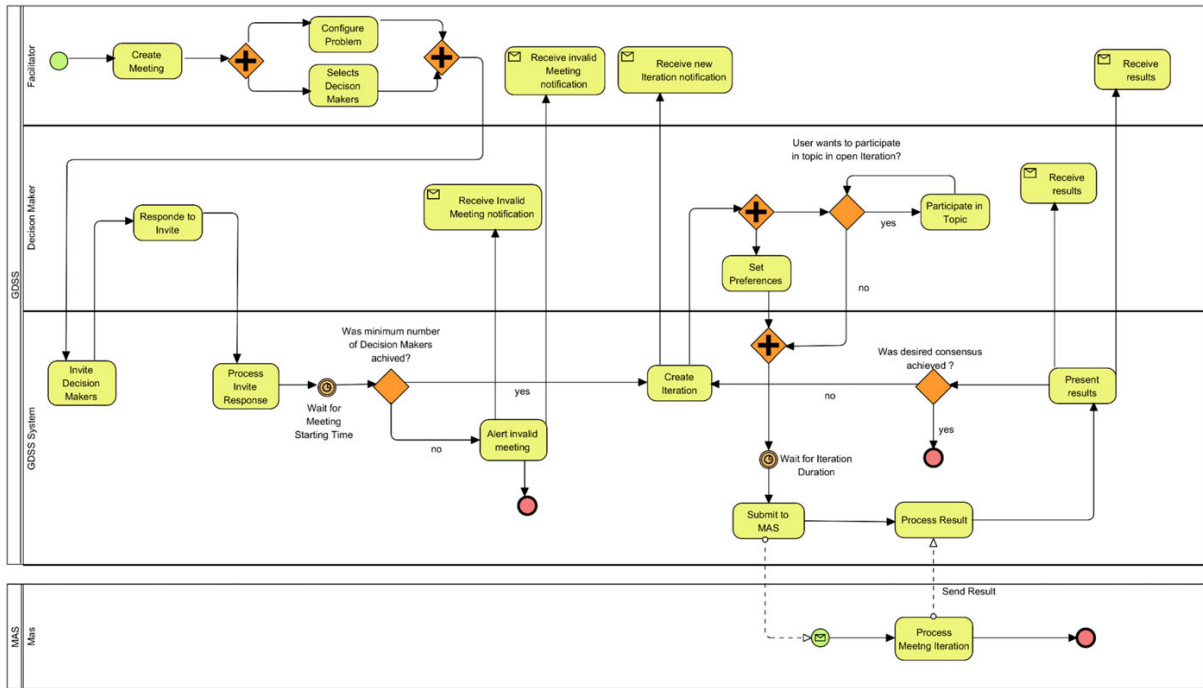 GDSS
Facilitator
Create
Meeting
Configure
Problem
Selects
Decison
Makers
Receive invalid
Meeting
notification
Receive new
Iteration notification
Receive
results
Decison Maker
Responde to
Invite
Receive Invalid
Meeting notification
User wants to participate
in topic in open Iteration?
Participate in
Topic
yes
Set
Preferences
no
Receive
results
GDSS System
Invite
Decision
Makers
Process
Invite
Response
Wait for
Meeting
Starting Time
Was minimum number
of Decision Makers
achived?
yes
no
Alert invalid
meeting
Create
Iteration
no
Was desired consensus
achieved ?
yes
Present
results
Wait for Iteration
Duration
Submit to
MAS
Process Result
MAS
Mas
Send Result
Process
Meetng Iteration